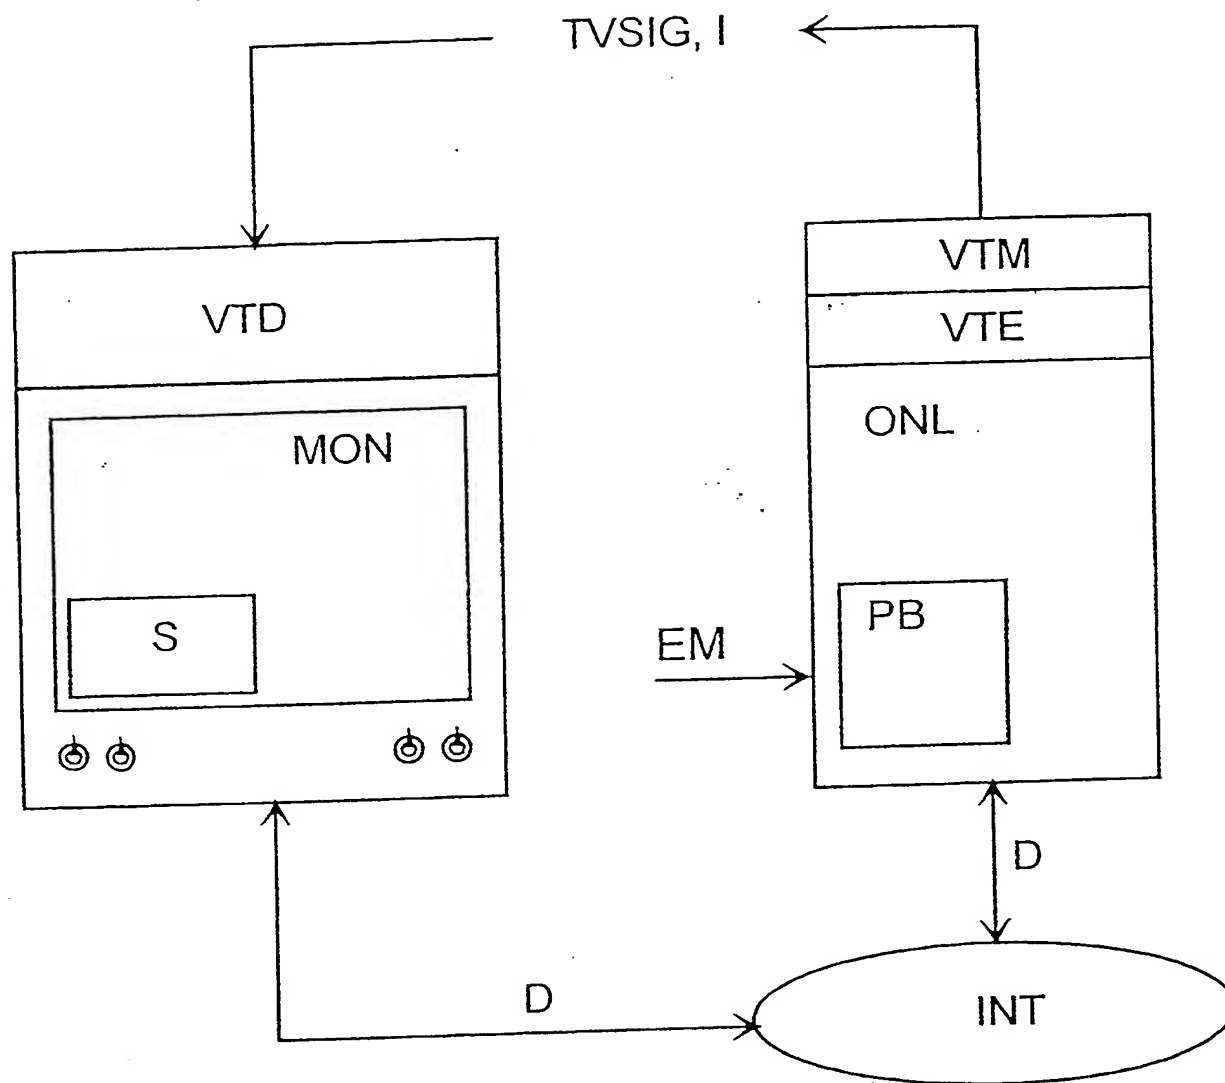 TVSIG, I
VTM
VTD
VTE
MON
ONL
S
PB
EM
D
D
INT